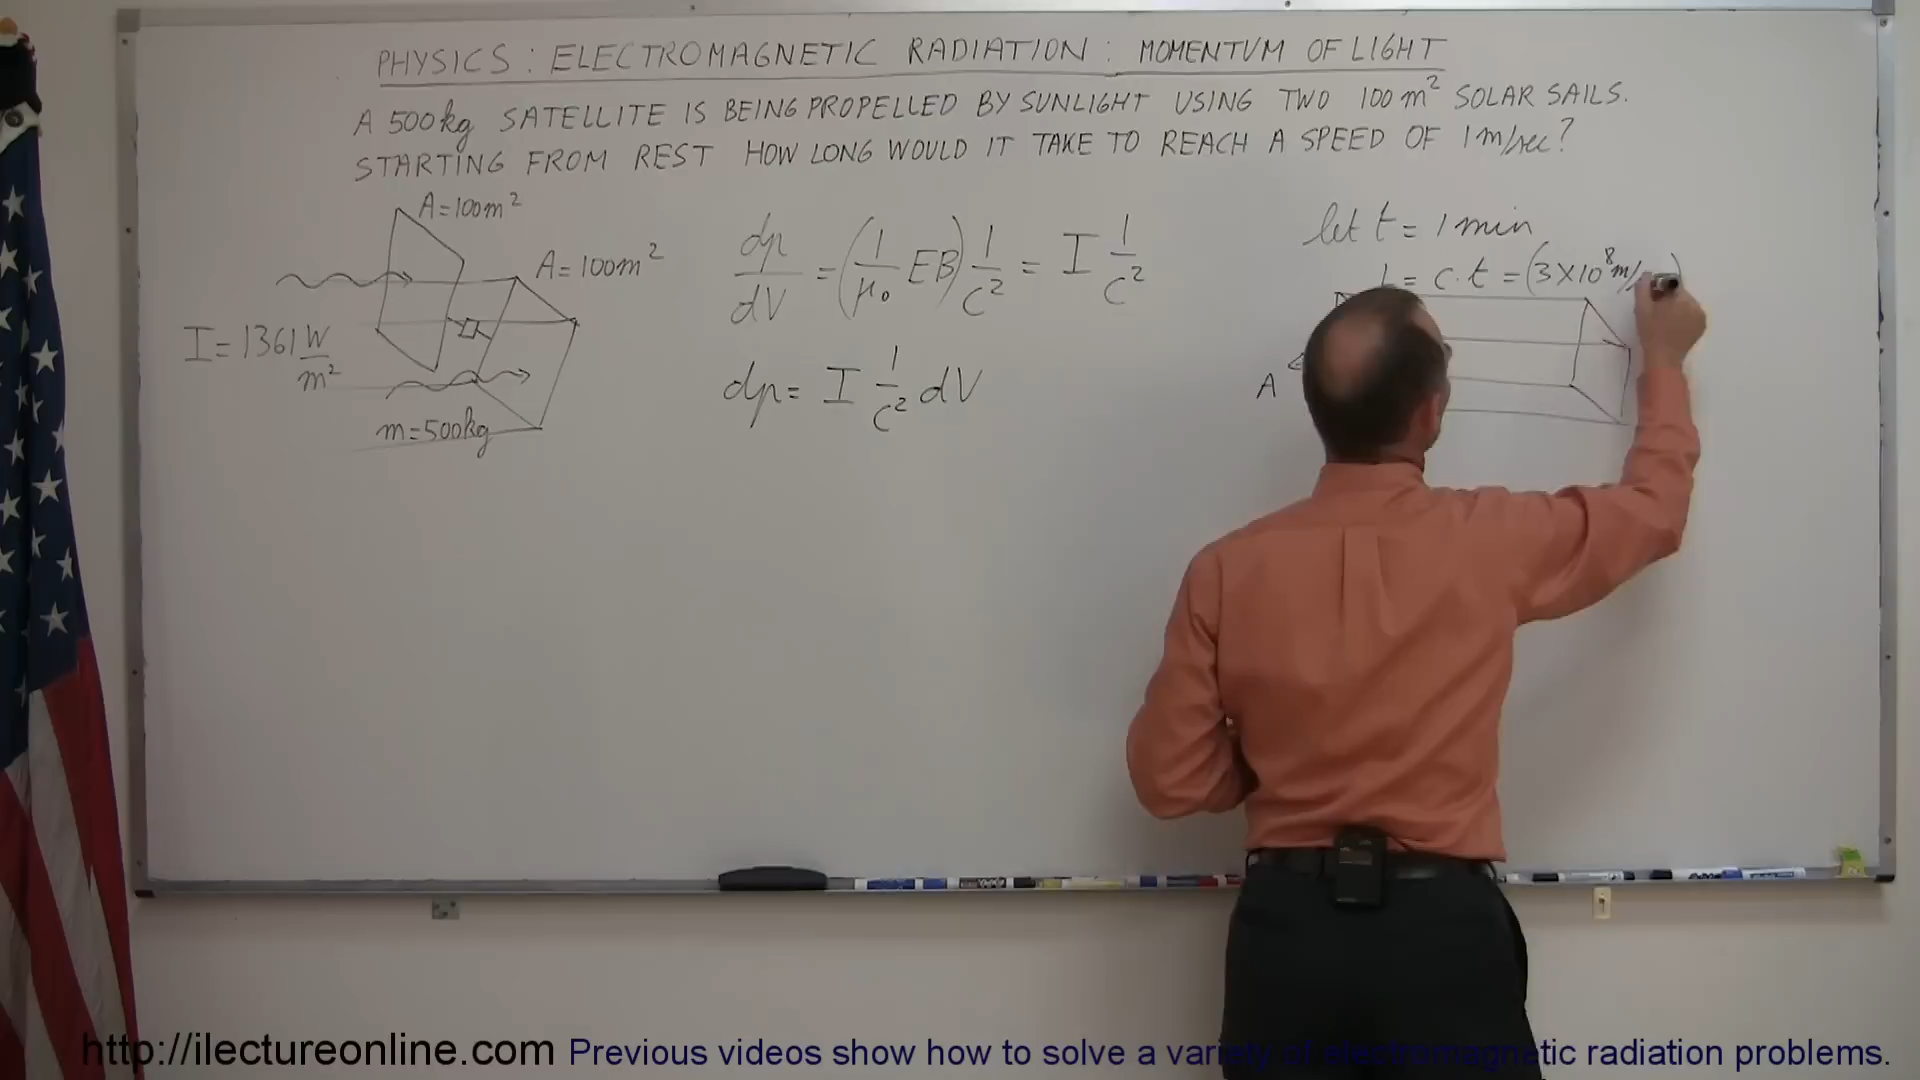 PHYSICS : ELECTROMAGNETIC RADIATION : MOMENTUM OF LIGHT
A 500kg SATELLITE IS BEING PROPELLED BY SUNLIGHT USING TWO 100 m² SOLAR SAILS.
STARTING FROM REST HOW LONG WOULD IT TAKE TO REACH A SPEED OF 1 m/sec?
A = 100m²
A = 100m²
I = 1361 W/m²
m = 500kg
dp/dV = (1/μ₀ EB) 1/c² = I 1/c²
dp = I 1/c² dV
let t = 1 min
L = c · t = (3 X 10⁸ m/
A
http://ilectureonline.com Previous videos show how to solve a variety of electromagnetic radiation problems.